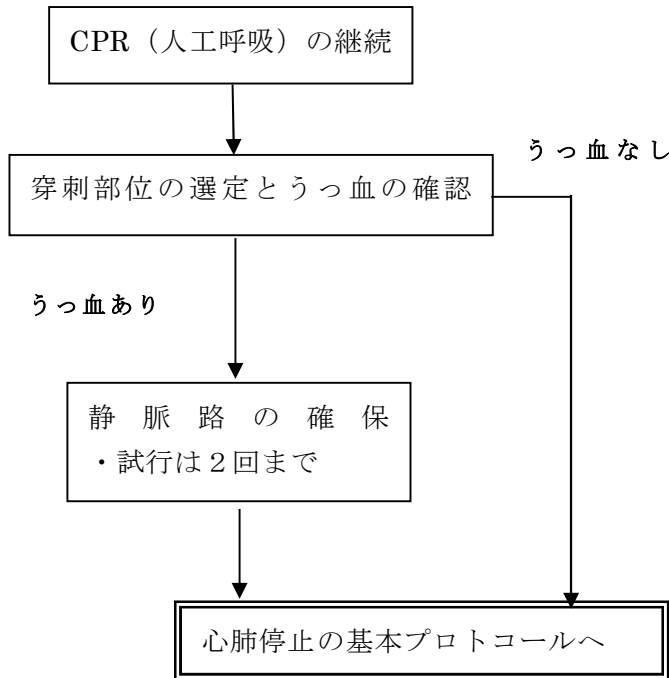 CPR（人工呼吸）の継続
うっ血なし
穿刺部位の選定とうっ血の確認
うっ血あり
静脈路の確保
・試行は２回まで
心肺停止の基本プロトコールへ